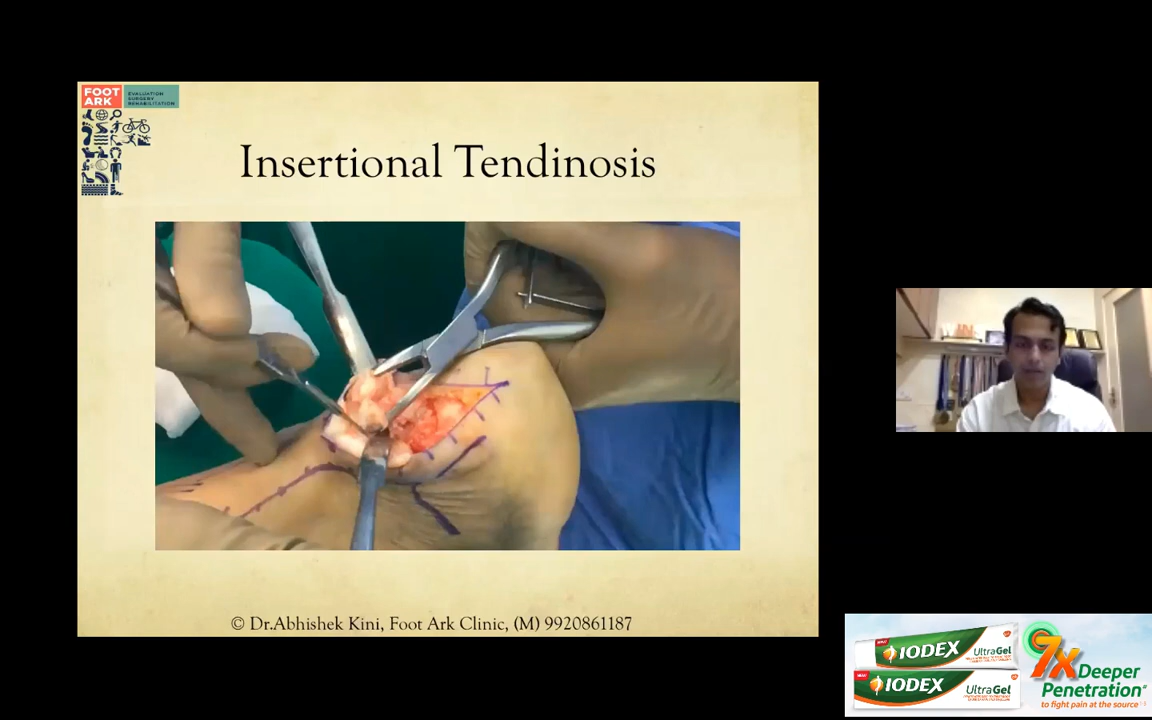 FOOT
ARK
EVALUATION
SURGERY
REHABILITATION
Insertional Tendinosis
© Dr.Abhishek Kini, Foot Ark Clinic, (M) 9920861187
IODEX
UltraGel
IODEX
UltraGel
7X
Deeper
Penetration
to fight pain at the source